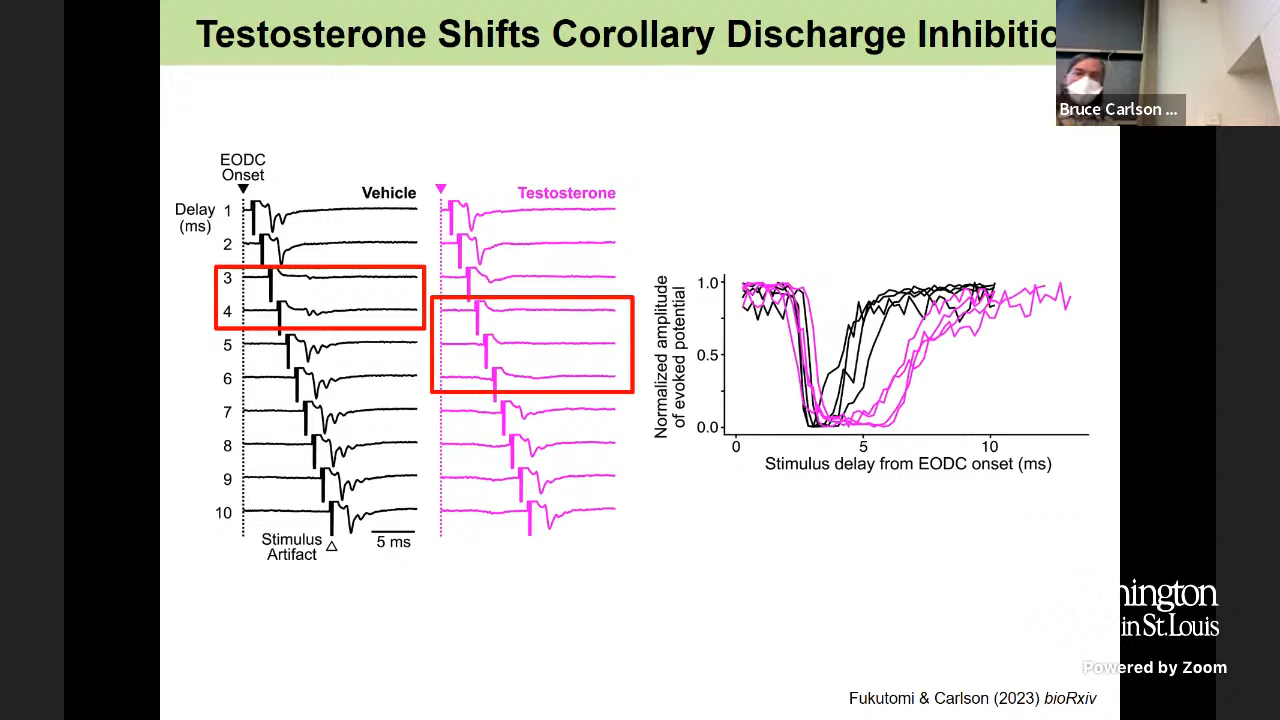 Testosterone Shifts Corollary Discharge Inhibitio
Bruce Carlson ...
EODC
Onset
Vehicle
Testosterone
Delay
(ms)
1
2
3
4
5
6
7
8
9
10
Stimulus
Artifact
5 ms
Normalized amplitude
of evoked potential
1.0
0.5
0.0
0
5
10
Stimulus delay from EODC onset (ms)
hington
in St. Louis
Powered by Zoom
Fukutomi & Carlson (2023) bioRxiv